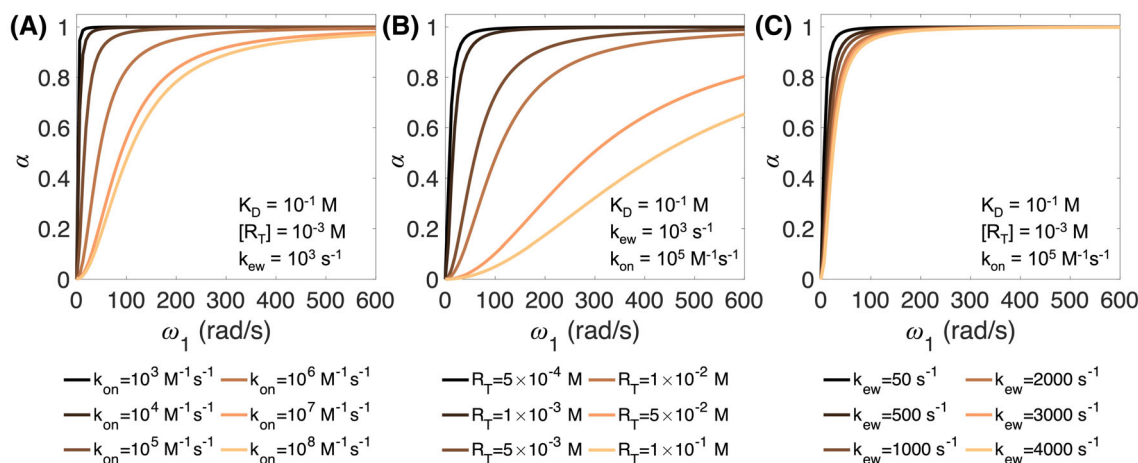 (A)
1
0.8
0.6
0.4
0.2
0
α
K_D = 10^-1 M
[R_T] = 10^-3 M
k_ew = 10^3 s^-1
0 100 200 300 400 500 600
ω_1 (rad/s)
k_on=10^3 M^-1s^-1
k_on=10^4 M^-1s^-1
k_on=10^5 M^-1s^-1
k_on=10^6 M^-1s^-1
k_on=10^7 M^-1s^-1
k_on=10^8 M^-1s^-1
(B)
1
0.8
0.6
0.4
0.2
0
α
K_D = 10^-1 M
k_ew = 10^3 s^-1
k_on = 10^5 M^-1s^-1
0 100 200 300 400 500 600
ω_1 (rad/s)
R_T=5×10^-4 M
R_T=1×10^-3 M
R_T=5×10^-3 M
R_T=1×10^-2 M
R_T=5×10^-2 M
R_T=1×10^-1 M
(C)
1
0.8
0.6
0.4
0.2
0
α
K_D = 10^-1 M
[R_T] = 10^-3 M
k_on = 10^5 M^-1s^-1
0 100 200 300 400 500 600
ω_1 (rad/s)
k_ew=50 s^-1
k_ew=500 s^-1
k_ew=1000 s^-1
k_ew=2000 s^-1
k_ew=3000 s^-1
k_ew=4000 s^-1